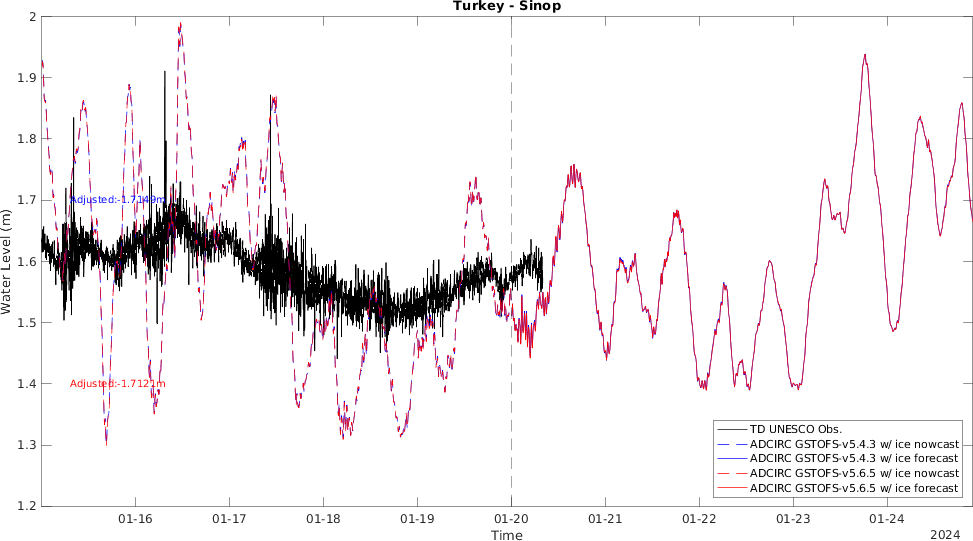 Turkey - Sinop
Water Level (m)
2
1.9
1.8
1.7
1.6
1.5
1.4
1.3
1.2
Adjusted:-1.7149m
Adjusted:-1.7121m
TD UNESCO Obs.
ADCIRC GSTOFS-v5.4.3 w/ ice nowcast
ADCIRC GSTOFS-v5.4.3 w/ ice forecast
ADCIRC GSTOFS-v5.6.5 w/ ice nowcast
ADCIRC GSTOFS-v5.6.5 w/ ice forecast
01-16 01-17 01-18 01-19 01-20 01-21 01-22 01-23 01-24
Time
2024